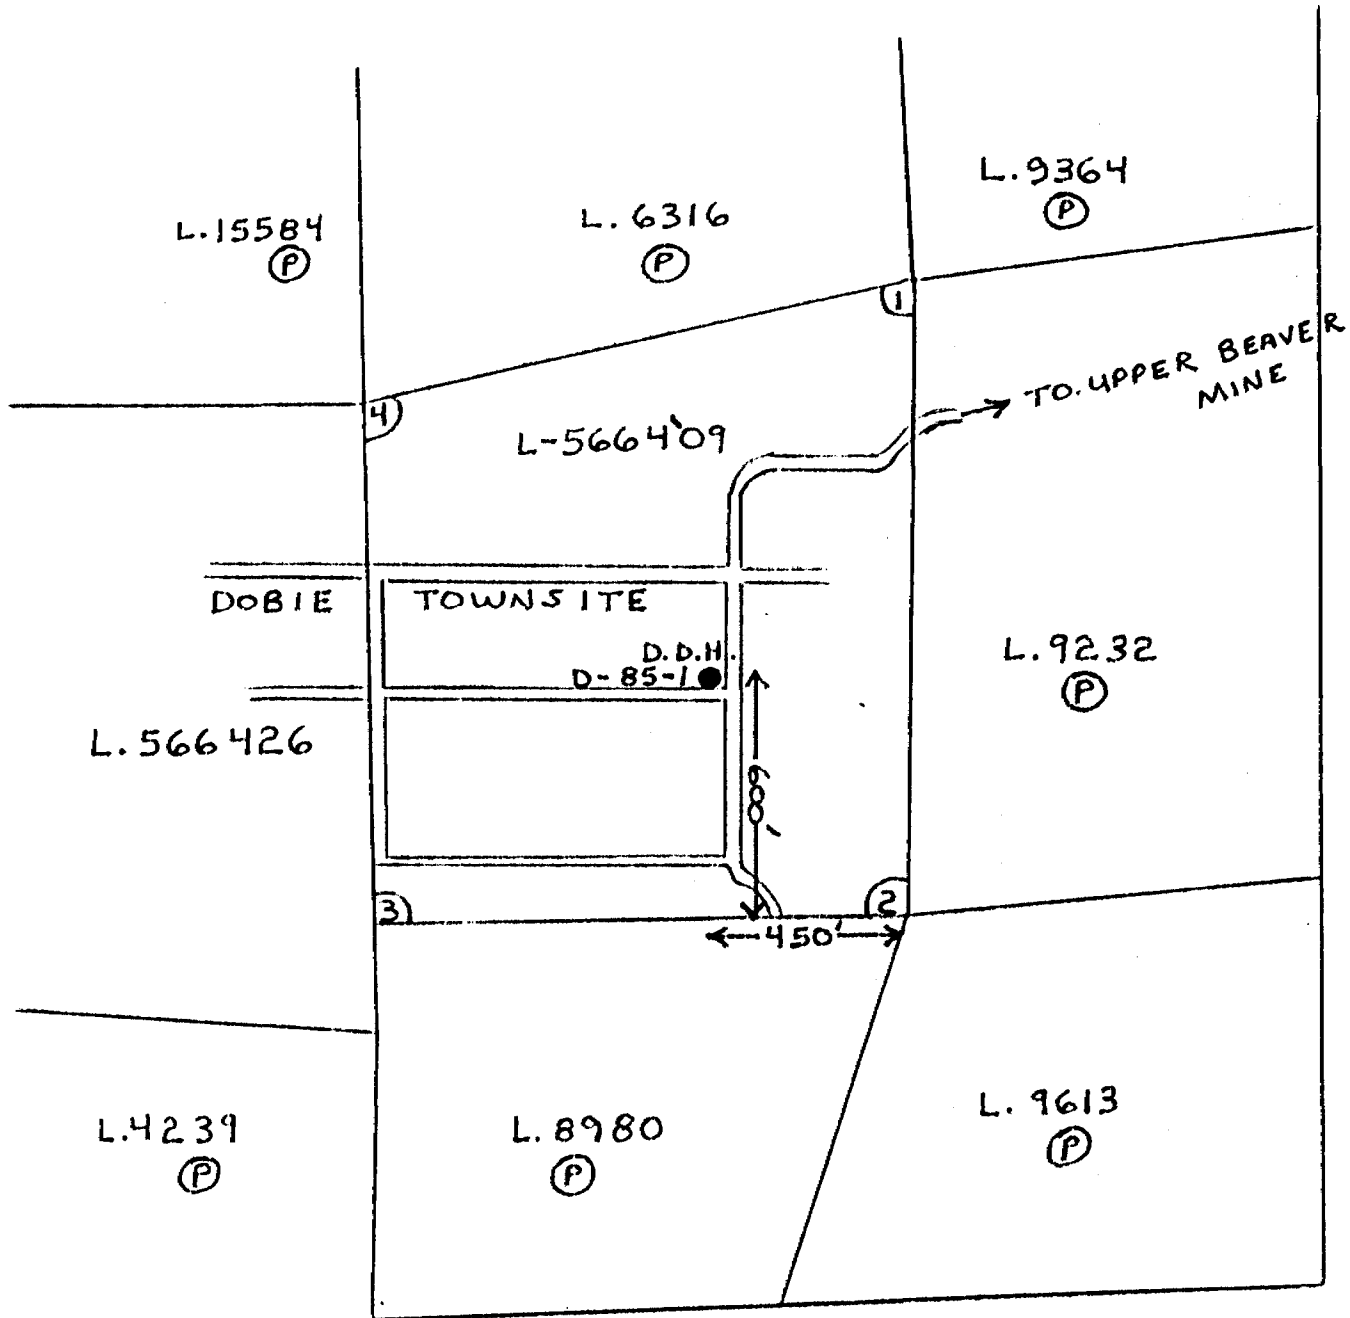 L.9364
P
L.15584
P
L. 6316
P
1
TO UPPER BEAVER
MINE
4
L-566409
DOBIE TOWNSITE
D.D.H.
D-85-1
L. 9232
P
L. 566426
600'
3
2
450'
L.4239
P
L. 8980
P
L. 9613
P